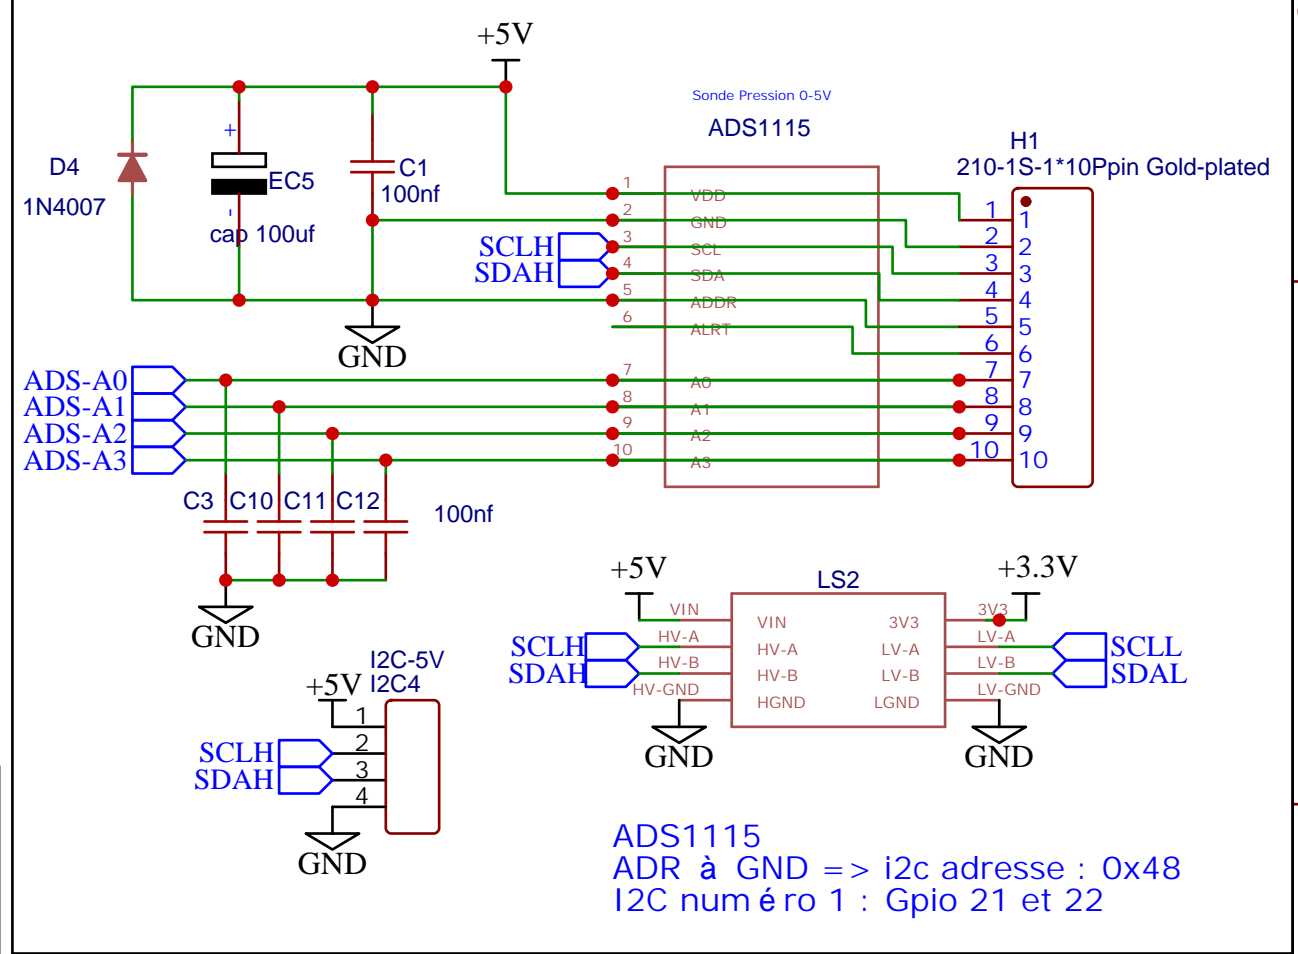 +5V
Sonde Pression 0-5V
ADS1115
H1
210-1S-1*10Ppin Gold-plated
D4
1N4007
+
EC5
-
cap 100uf
C1
100nf
1 VDD
2 GND
SCLH 3 SCL
SDAH 4 SDA
5 ADDR
6 ALRT
1 1
2 2
3 3
4 4
5 5
6 6
GND
ADS-A0 7 A0 7 7
ADS-A1 8 A1 8 8
ADS-A2 9 A2 9 9
ADS-A3 10 A3 10 10
C3 C10 C11 C12 100nf
GND
+5V LS2 +3.3V
VIN VIN 3V3 3V3
SCLH HV-A HV-A LV-A LV-A SCLL
SDAH HV-B HV-B LV-B LV-B SDAL
HV-GND HGND LGND LV-GND
GND GND
I2C-5V
+5V I2C4
1
SCLH 2
SDAH 3
4
GND
ADS1115
ADR à GND => i2c adresse : 0x48
I2C numéro 1 : Gpio 21 et 22